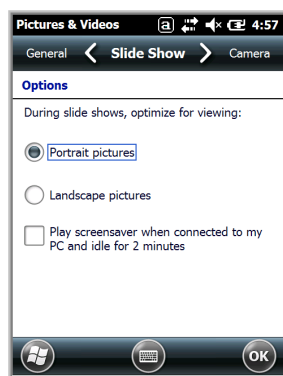 Pictures & Videos a 4:57
General Slide Show Camera
Options
During slide shows, optimize for viewing:
Portrait pictures
Landscape pictures
Play screensaver when connected to my
PC and idle for 2 minutes
OK